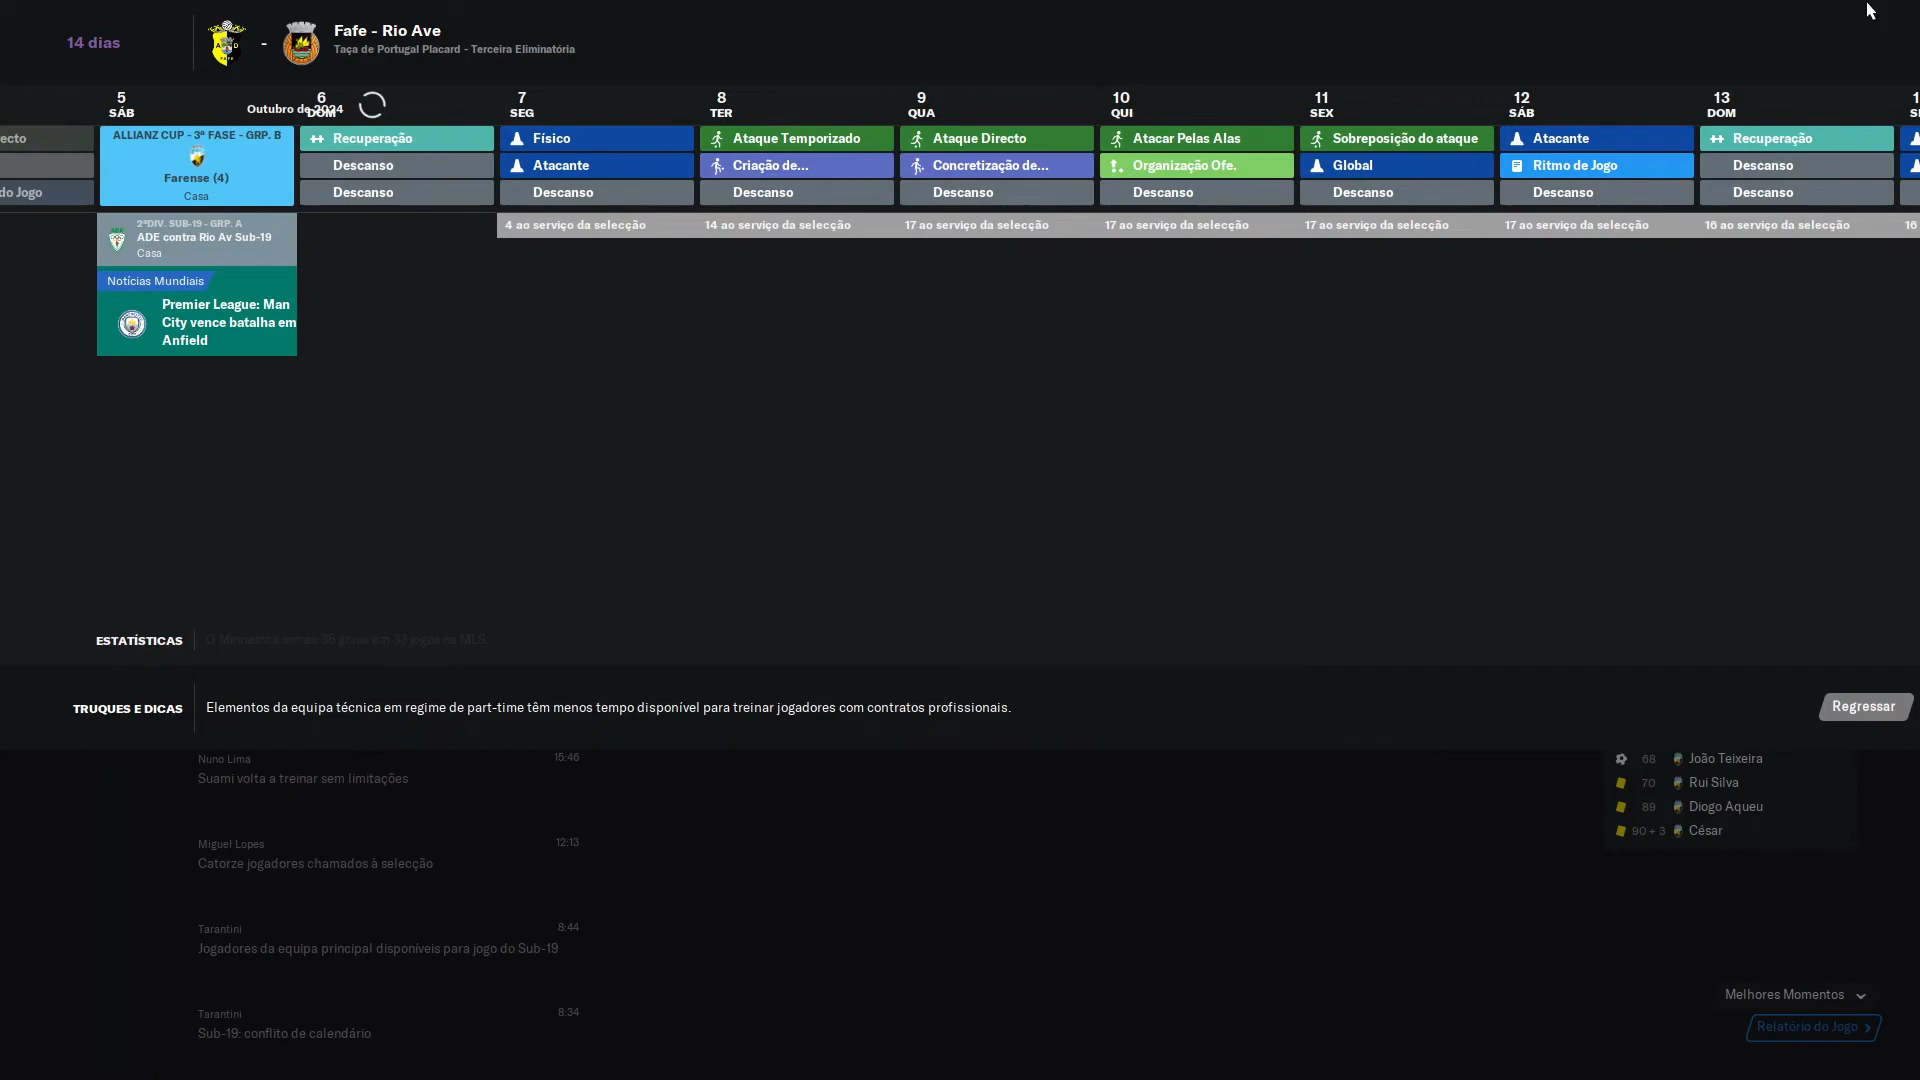 14 dias
-
Fafe - Rio Ave
Taça de Portugal Placard - Terceira Eliminatória
Outubro de 2024
5 6 7 8 9 10 11 12 13
SÁB DOM SEG TER QUA QUI SEX SÁB DOM
ecto
do Jogo
ALLIANZ CUP - 3ª FASE - GRP. B
Farense (4)
Casa
Recuperação
Descanso
Descanso
Físico
Atacante
Descanso
Ataque Temporizado
Criação de...
Descanso
Ataque Directo
Concretização de...
Descanso
Atacar Pelas Alas
Organização Ofe.
Descanso
Sobreposição do ataque
Global
Descanso
Atacante
Ritmo de Jogo
Descanso
Recuperação
Descanso
Descanso
4 ao serviço da selecção
14 ao serviço da selecção
17 ao serviço da selecção
17 ao serviço da selecção
17 ao serviço da selecção
17 ao serviço da selecção
16 ao serviço da selecção
16
2ªDIV. SUB-19 - GRP. A
ADE contra Rio Av Sub-19
Casa
Notícias Mundiais
Premier League: Man
City vence batalha em
Anfield
ESTATÍSTICAS
TRUQUES E DICAS
Elementos da equipa técnica em regime de part-time têm menos tempo disponível para treinar jogadores com contratos profissionais.
Regressar
Nuno Lima 15:46
Suami volta a treinar sem limitações
Miguel Lopes 12:13
Catorze jogadores chamados à selecção
Tarantini 8:44
Jogadores da equipa principal disponíveis para jogo do Sub-19
Tarantini 8:34
Sub-19: conflito de calendário
68 João Teixeira
70 Rui Silva
89 Diogo Aqueu
90 + 3 César
Melhores Momentos
Relatório do Jogo